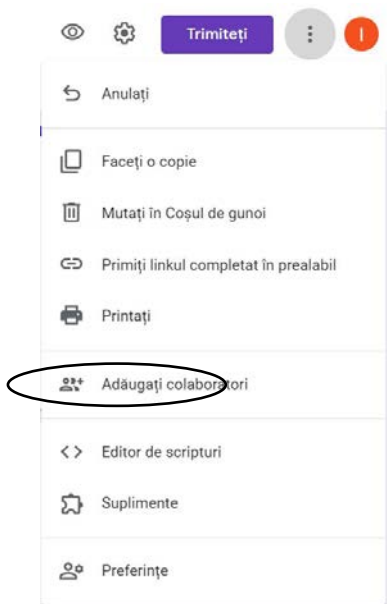 Trimiteți
I
Anulați
Faceți o copie
Mutați în Coșul de gunoi
Primiți linkul completat în prealabil
Printați
Adăugați colaboratori
Editor de scripturi
Suplimente
Preferințe